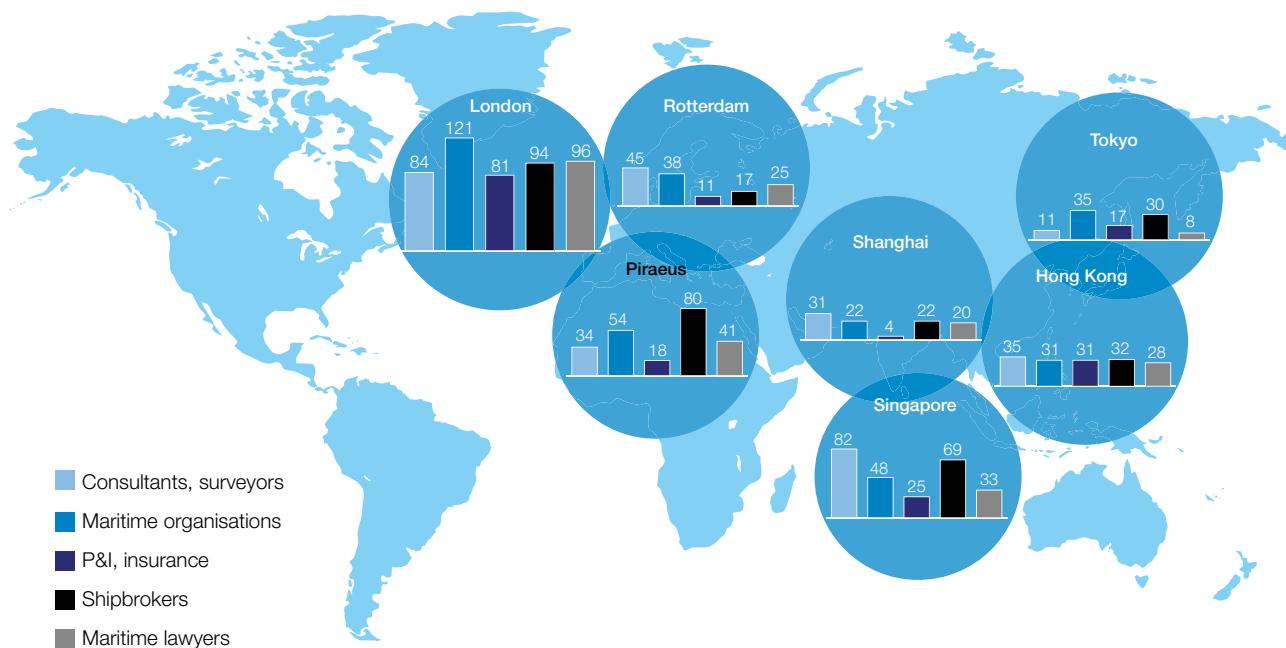 London
84 121 81 94 96
Rotterdam
45 38 11 17 25
Tokyo
11 35 17 30 8
Piraeus
34 54 18 80 41
Shanghai
31 22 4 22 20
Hong Kong
35 31 31 32 28
Singapore
82 48 25 69 33
Consultants, surveyors
Maritime organisations
P&I, insurance
Shipbrokers
Maritime lawyers